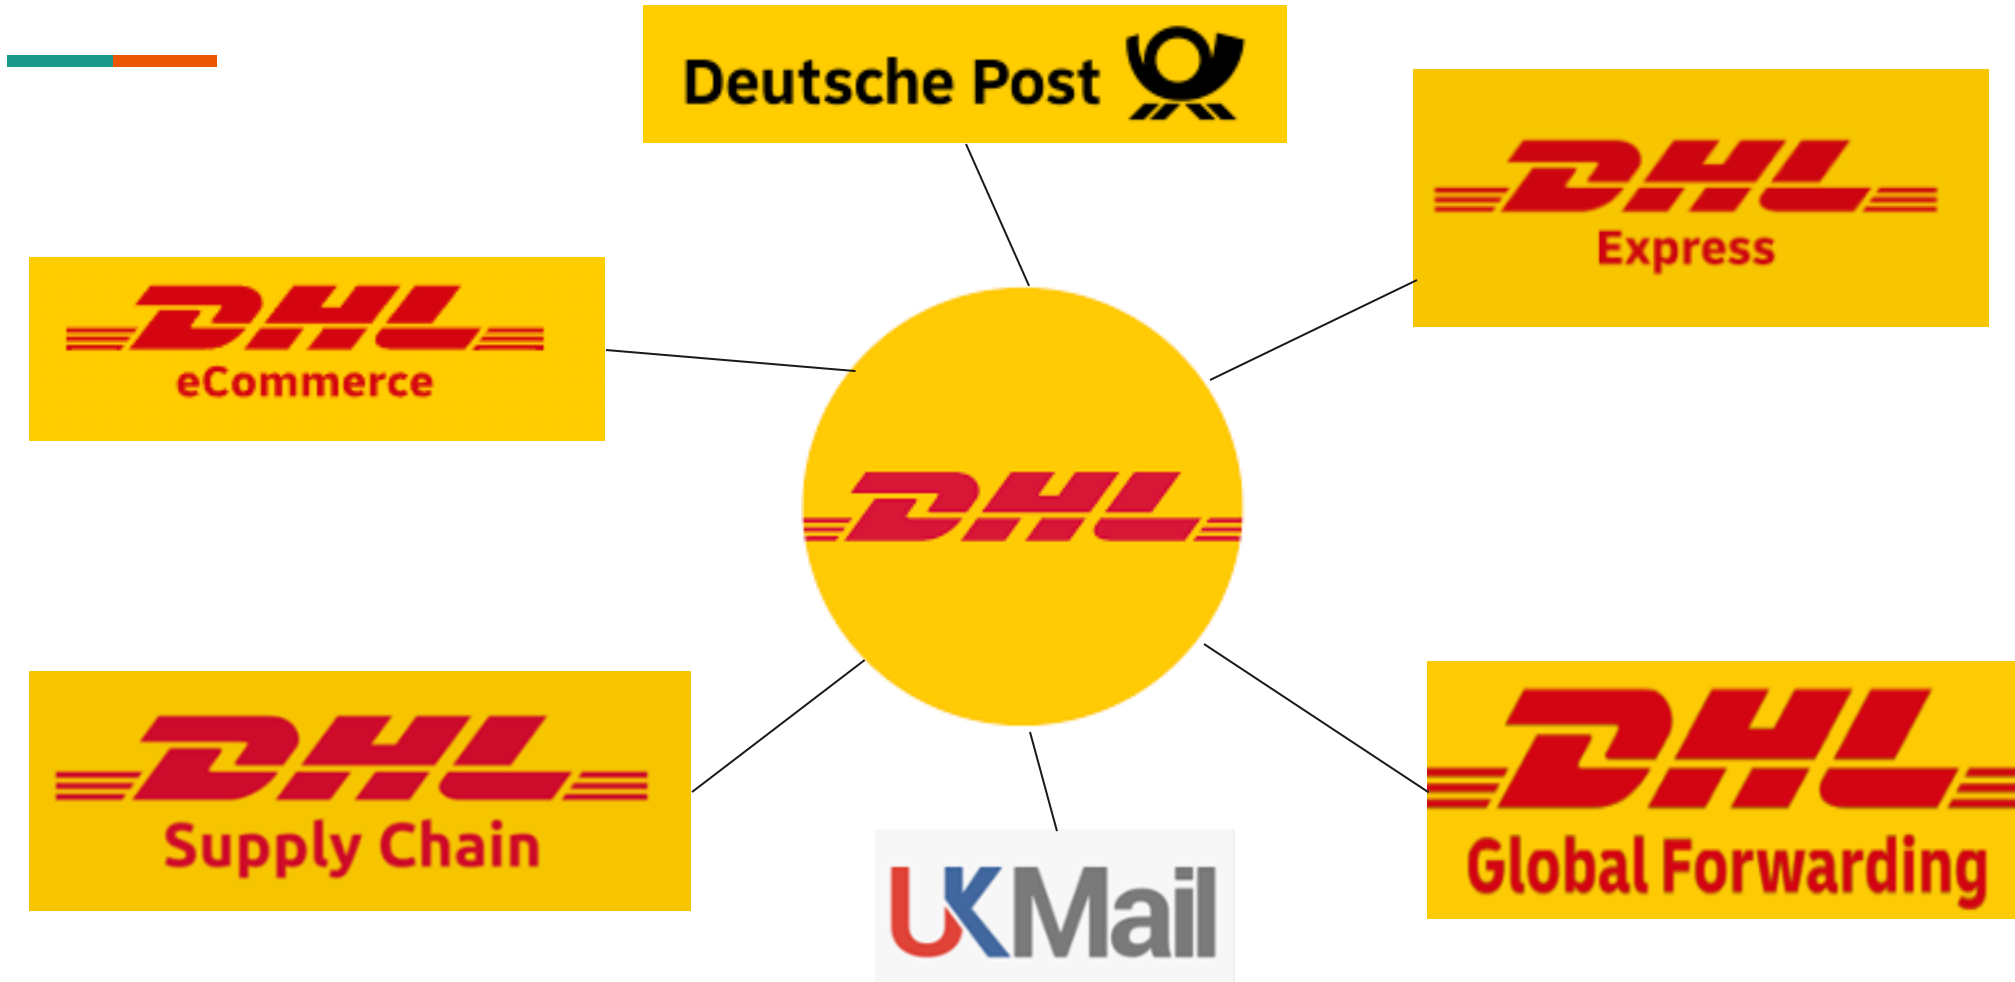 Deutsche Post
DHL
Express
DHL
eCommerce
DHL
DHL
Supply Chain
DHL
Global Forwarding
UKMail